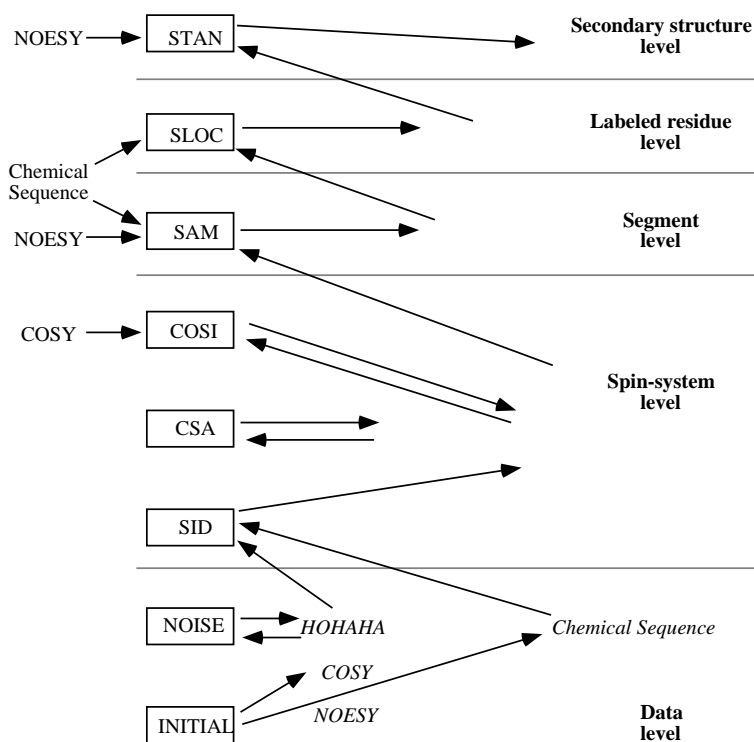 NOESY
STAN
Secondary structure
level
SLOC
Labeled residue
level
Chemical
Sequence
NOESY
SAM
Segment
level
COSY
COSI
Spin-system
level
CSA
SID
NOISE
HOHAHA
Chemical Sequence
COSY
NOESY
INITIAL
Data
level